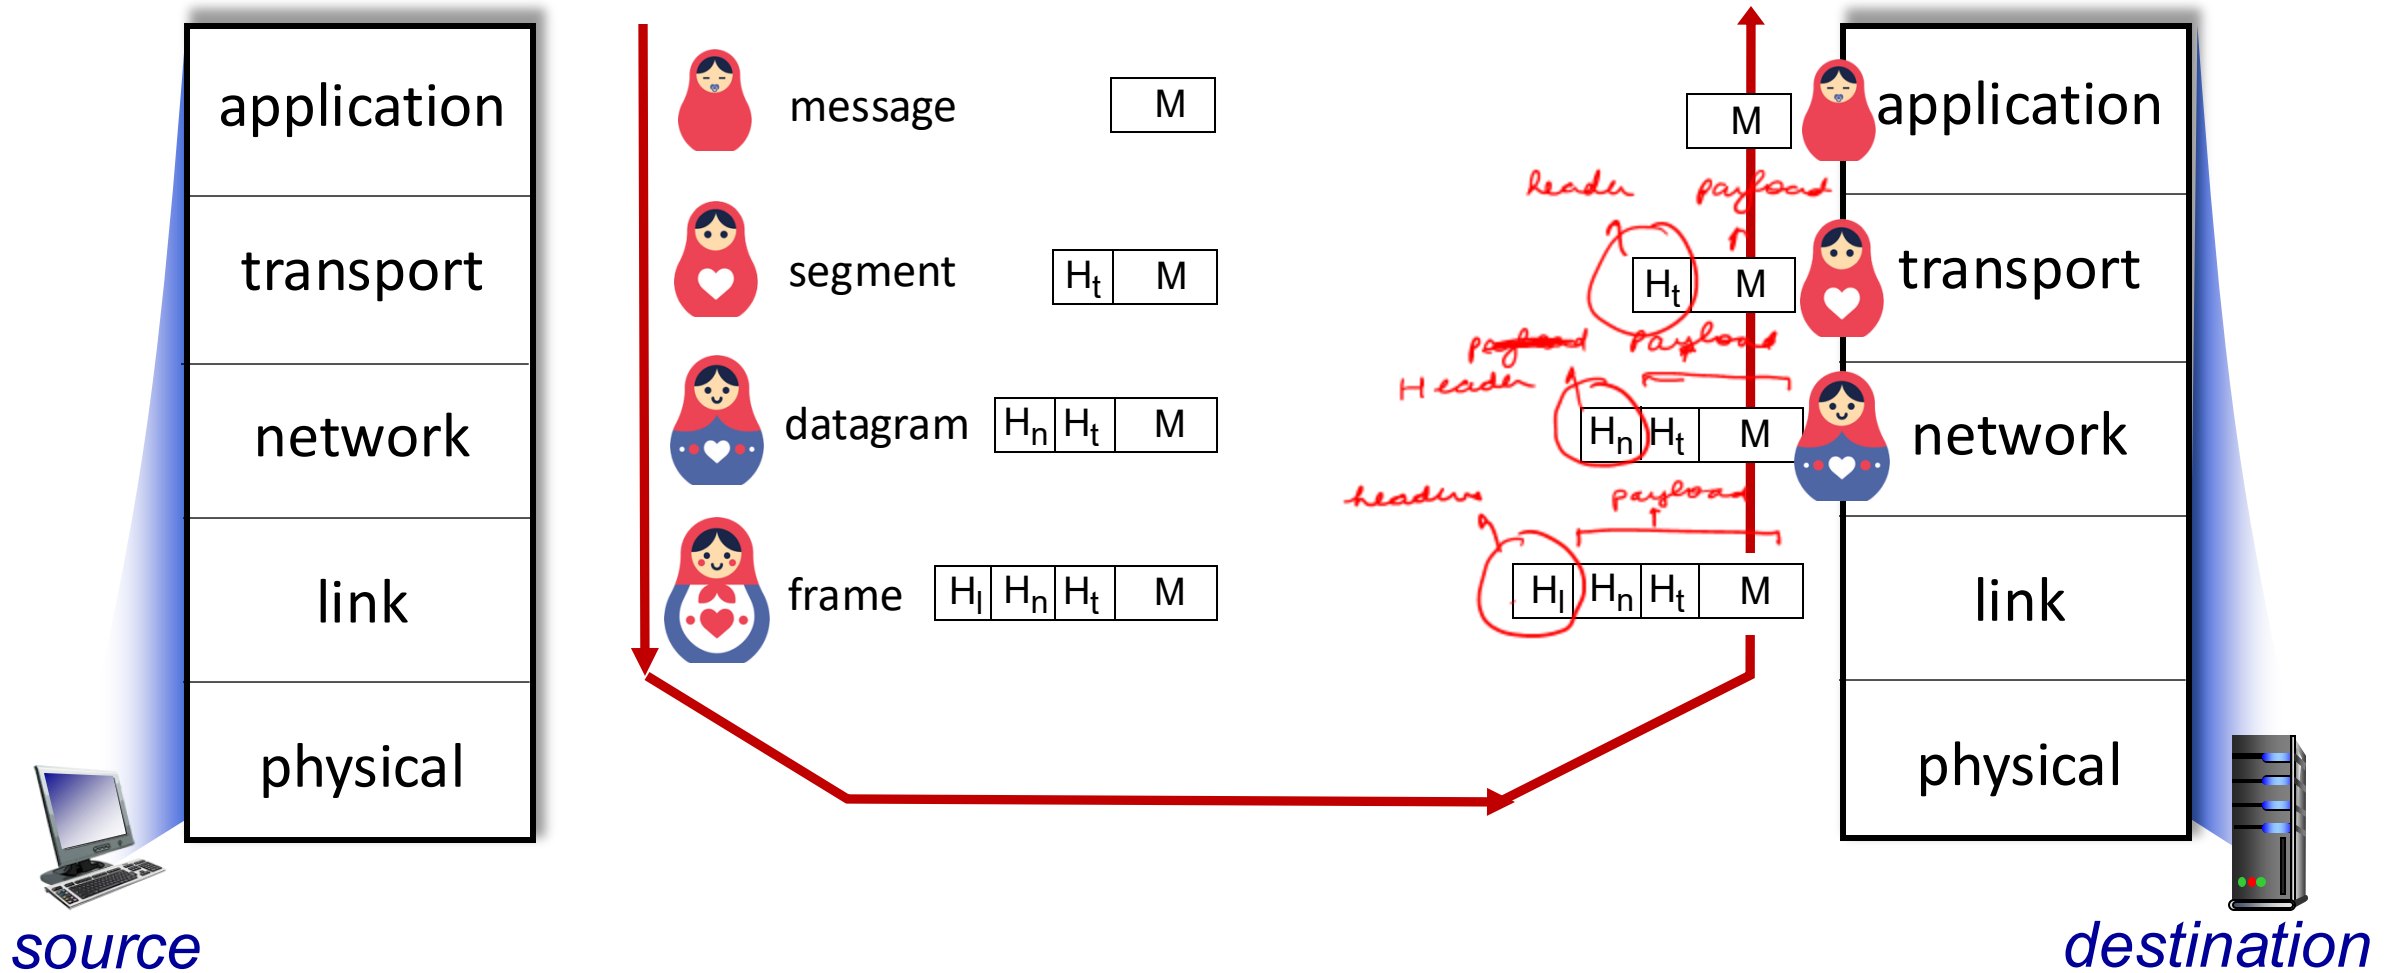 application
transport
network
link
physical
source
message M
segment Ht M
datagram Hn Ht M
frame Hl Hn Ht M
M
header payload
Ht M
payload
Header
Hn Ht M
header payload
Hl Hn Ht M
application
transport
network
link
physical
destination